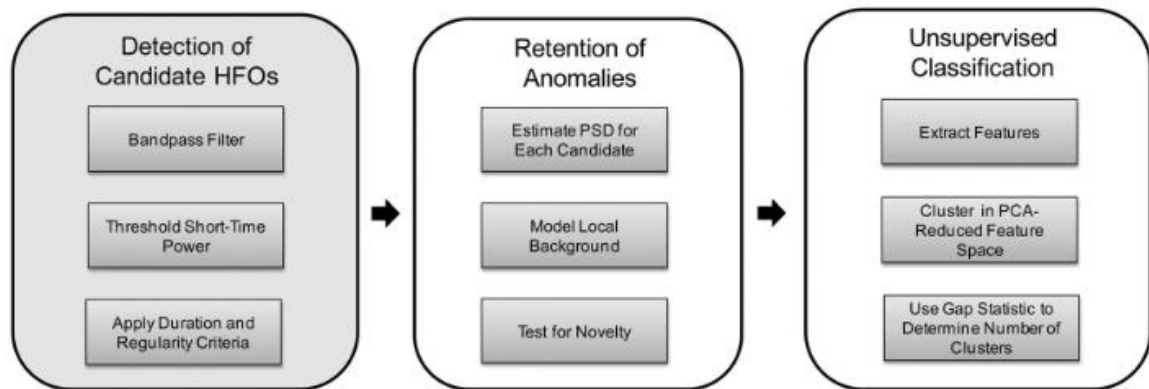 Detection of
Candidate HFOs
Bandpass Filter
Threshold Short-Time
Power
Apply Duration and
Regularity Criteria
Retention of
Anomalies
Estimate PSD for
Each Candidate
Model Local
Background
Test for Novelty
Unsupervised
Classification
Extract Features
Cluster in PCA-
Reduced Feature
Space
Use Gap Statistic to
Determine Number of
Clusters